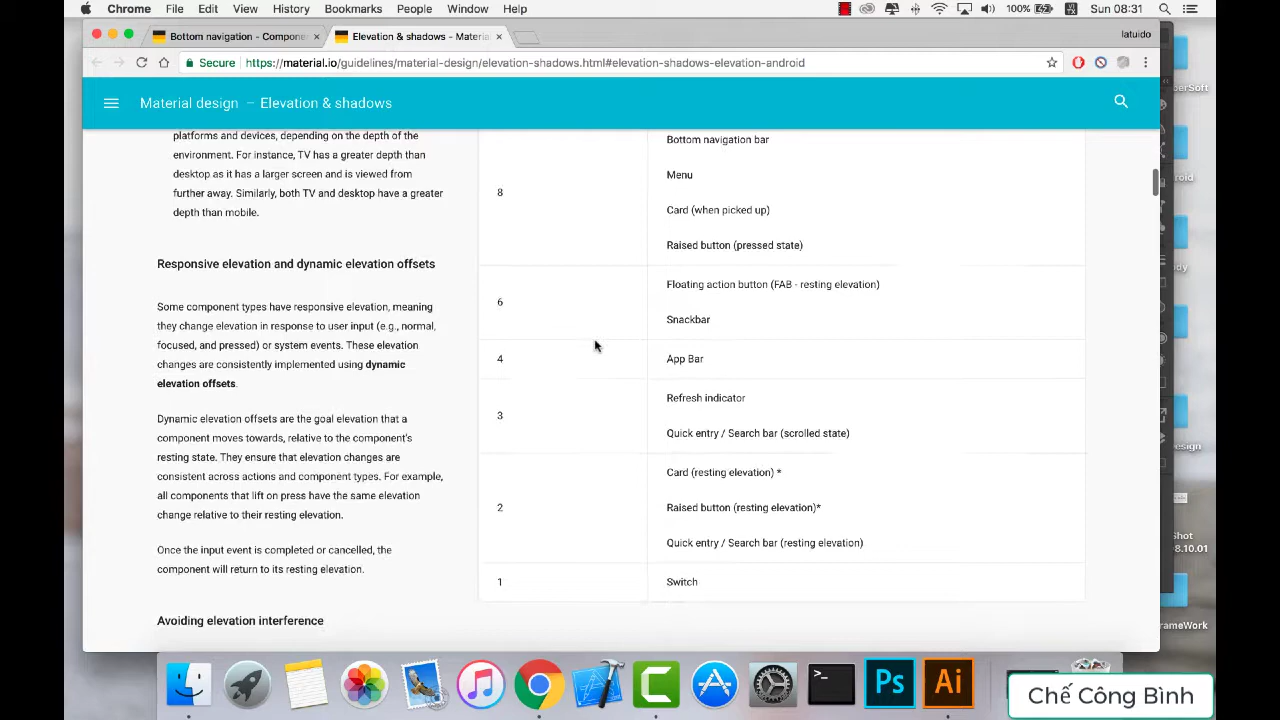 Chrome File Edit View History Bookmarks People Window Help 100% Sun 08:31
Bottom navigation - Compone
Elevation & shadows - Materia
latuido
Secure https://material.io/guidelines/material-design/elevation-shadows.html#elevation-shadows-elevation-android
Material design – Elevation & shadows
platforms and devices, depending on the depth of the
environment. For instance, TV has a greater depth than
desktop as it has a larger screen and is viewed from
further away. Similarly, both TV and desktop have a greater
depth than mobile.
Responsive elevation and dynamic elevation offsets
Some component types have responsive elevation, meaning
they change elevation in response to user input (e.g., normal,
focused, and pressed) or system events. These elevation
changes are consistently implemented using dynamic
elevation offsets.
Dynamic elevation offsets are the goal elevation that a
component moves towards, relative to the component's
resting state. They ensure that elevation changes are
consistent across actions and component types. For example,
all components that lift on press have the same elevation
change relative to their resting elevation.
Once the input event is completed or cancelled, the
component will return to its resting elevation.
Avoiding elevation interference
Bottom navigation bar
Menu
8
Card (when picked up)
Raised button (pressed state)
Floating action button (FAB - resting elevation)
6
Snackbar
4 App Bar
Refresh indicator
3
Quick entry / Search bar (scrolled state)
Card (resting elevation) *
2 Raised button (resting elevation)*
Quick entry / Search bar (resting elevation)
1 Switch
berSoft
droid
dy
esign
Shot
8.10.01
rameWork
Ps
Ai
Chế Công Bình